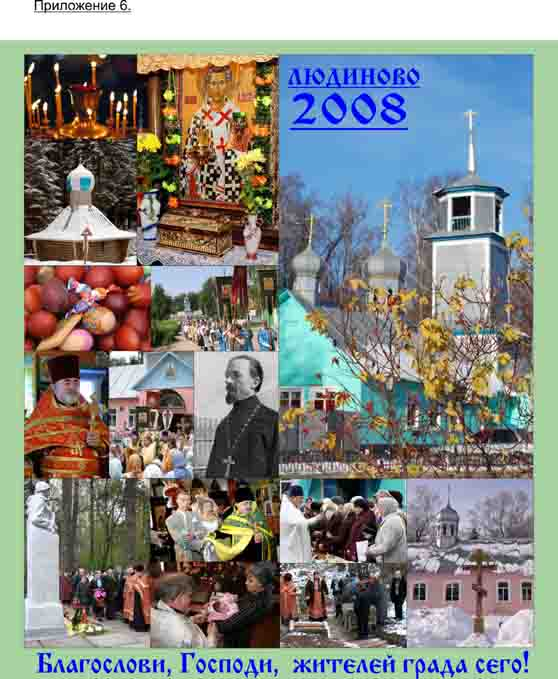 Приложение 6.
ЛЮДИНОВО
2008
Благослови, Господи, жителей града сего!